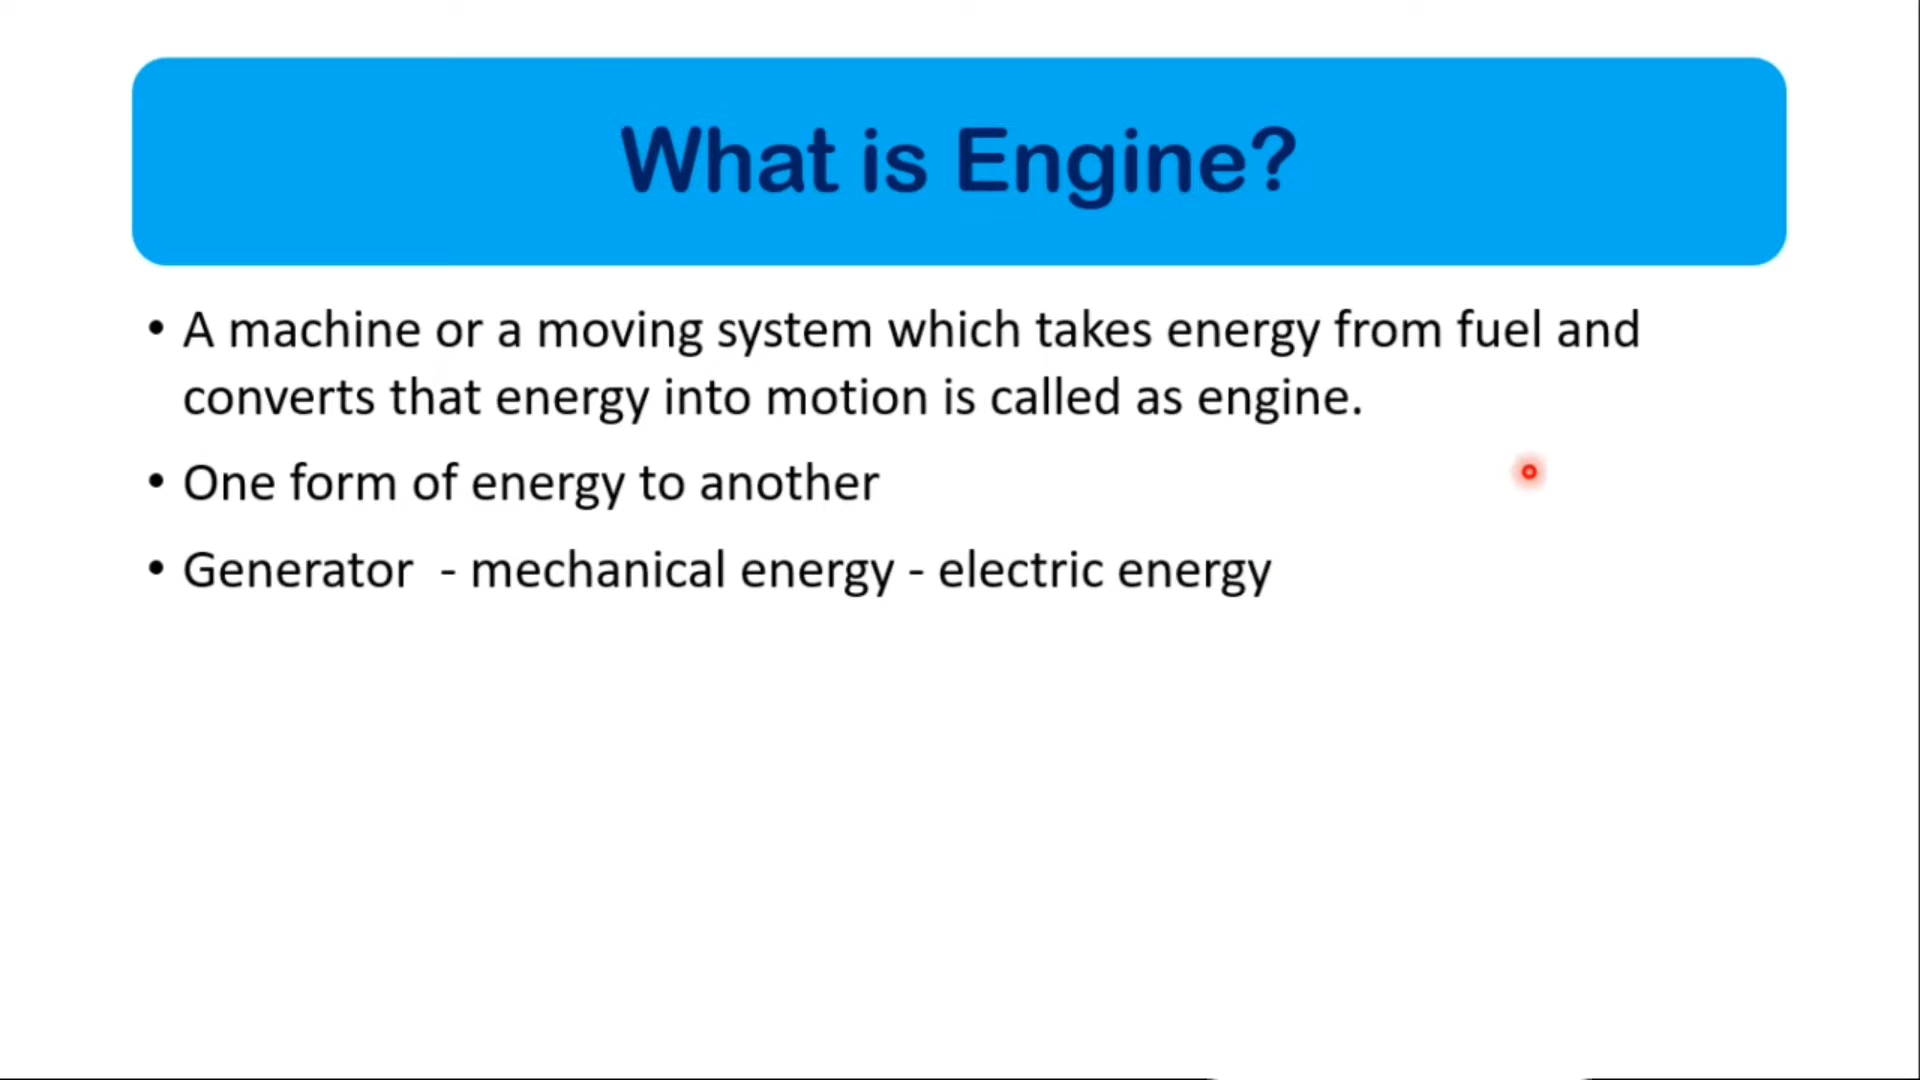 What is Engine?
• A machine or a moving system which takes energy from fuel and
converts that energy into motion is called as engine.
• One form of energy to another
• Generator  - mechanical energy - electric energy